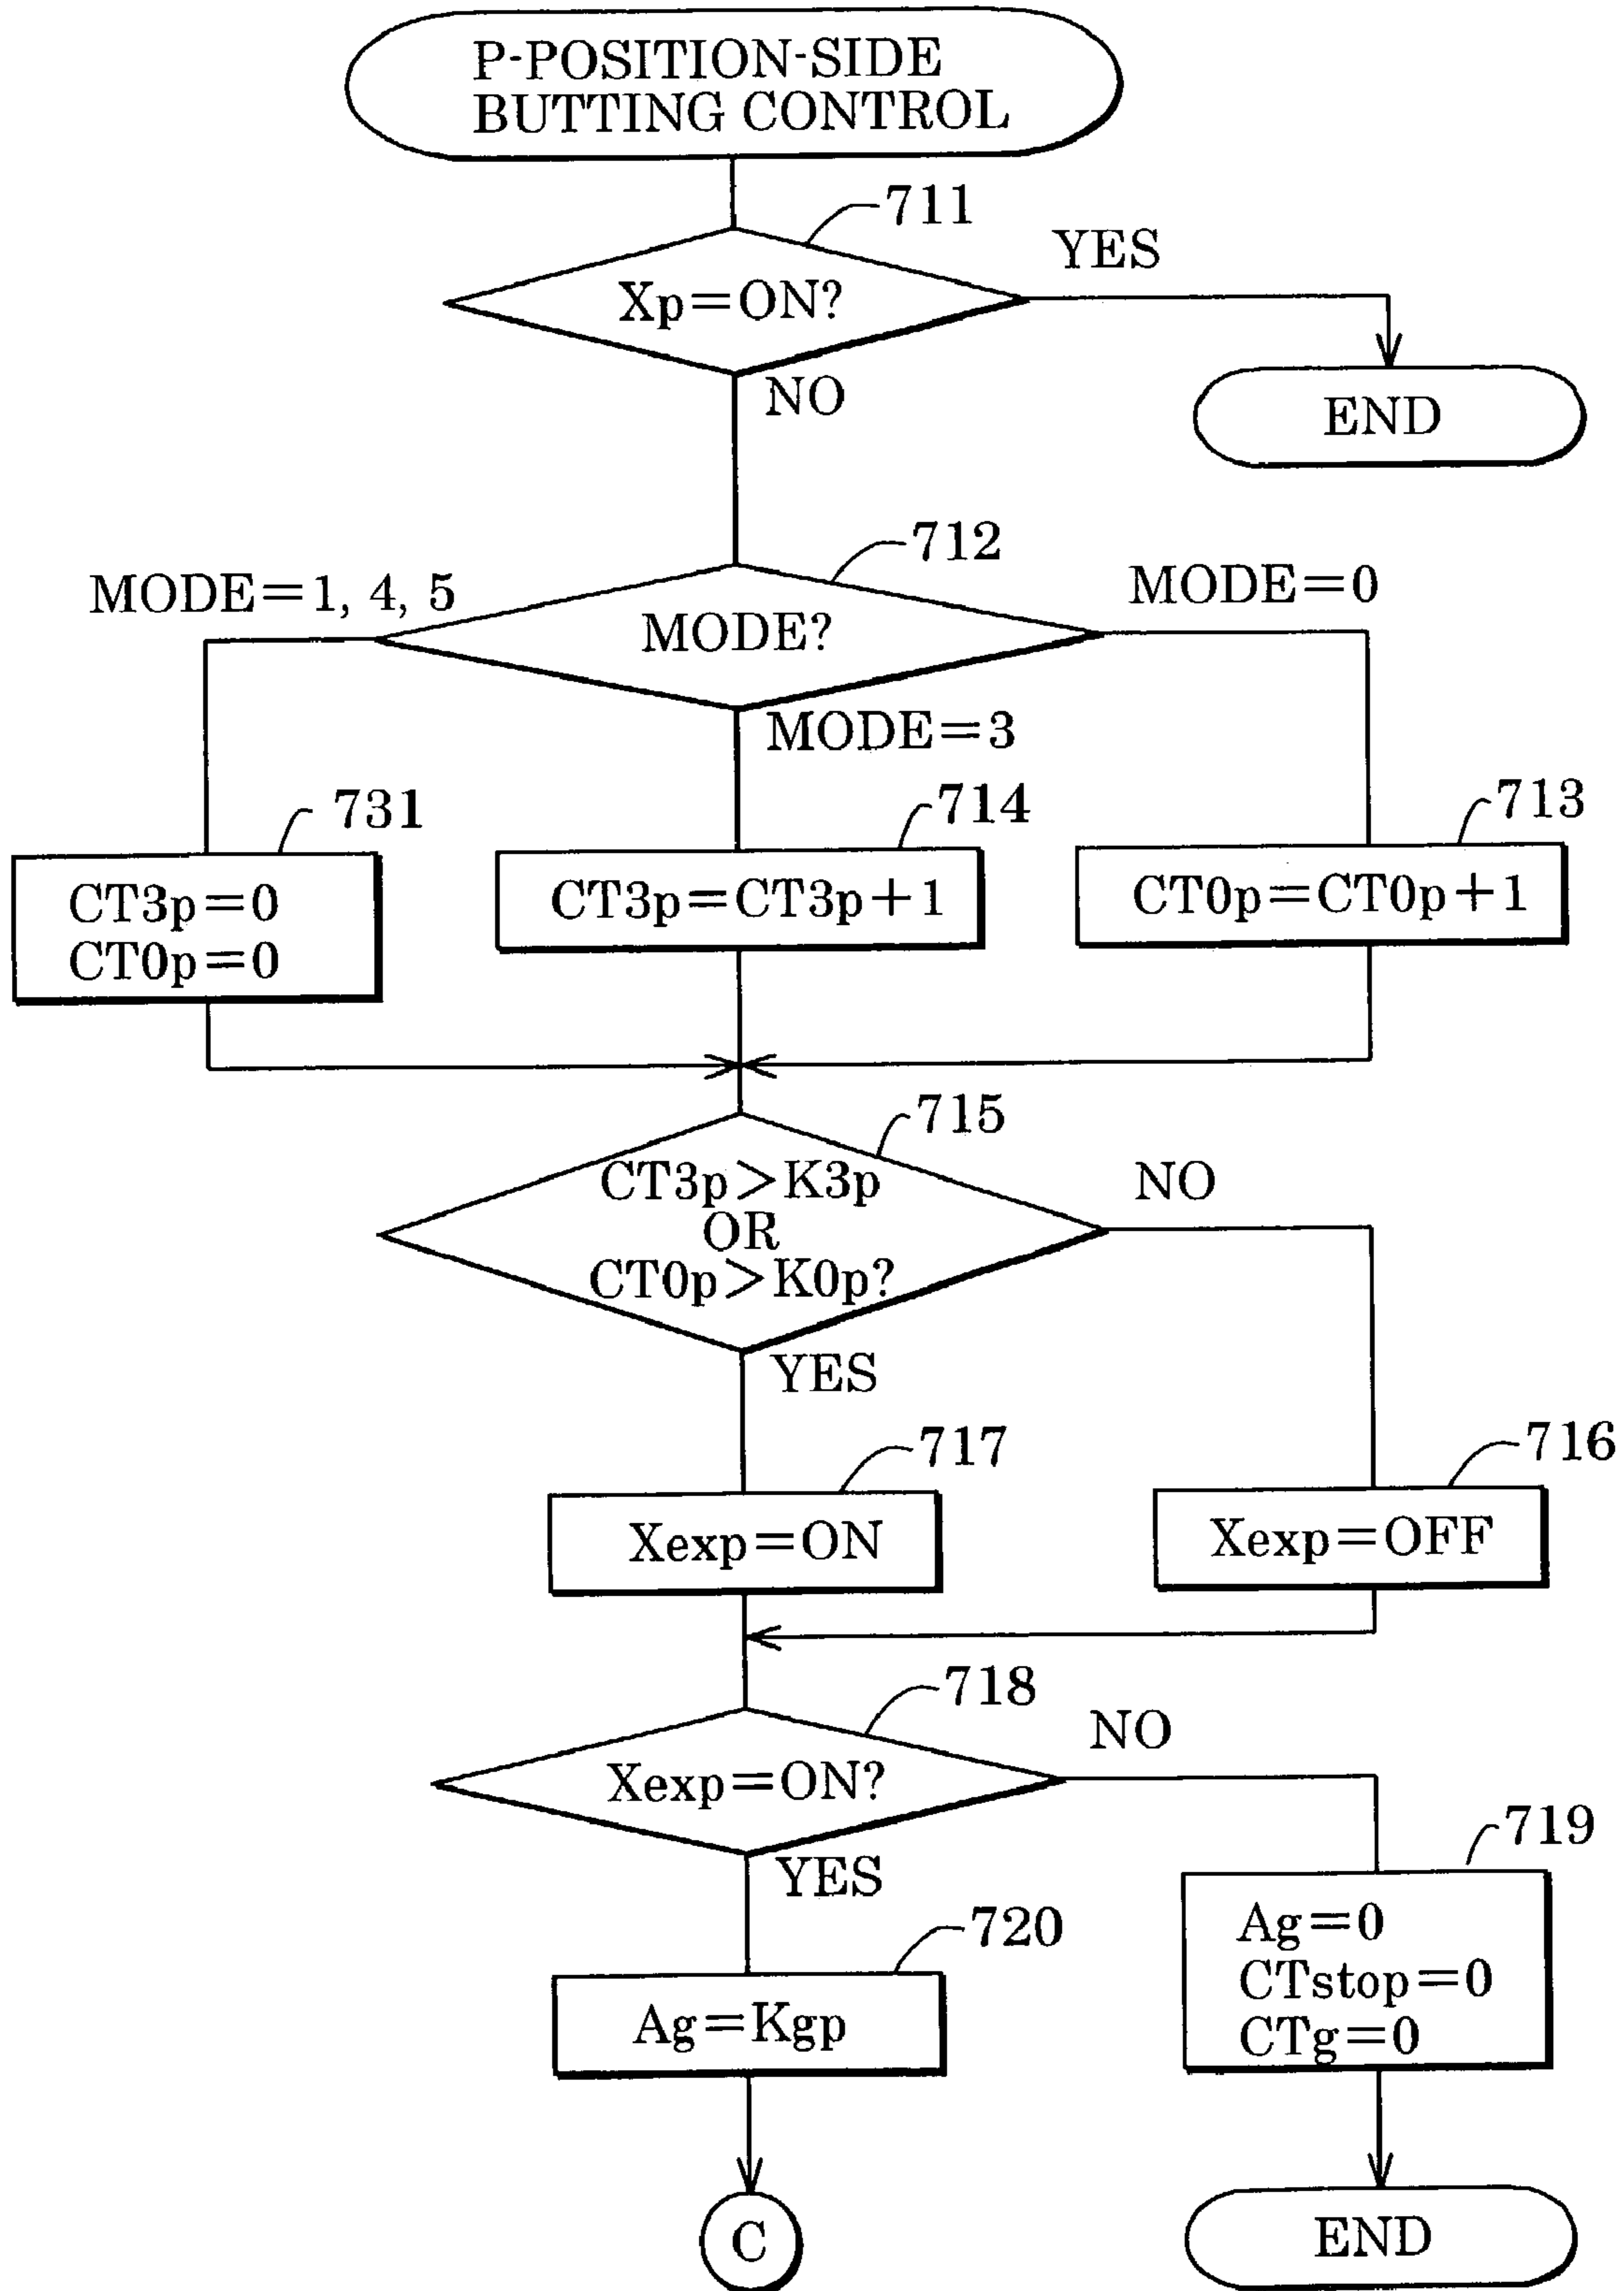 P-POSITION-SIDE
BUTTING CONTROL
711
YES
Xp=ON?
NO
END
712
MODE=1, 4, 5
MODE=0
MODE?
MODE=3
731
714
713
CT3p=0
CT0p=0
CT3p=CT3p+1
CT0p=CT0p+1
715
CT3p>K3p
OR
CT0p>K0p?
NO
YES
717
716
Xexp=ON
Xexp=OFF
718
NO
Xexp=ON?
YES
719
720
Ag=0
CTstop=0
CTg=0
Ag=Kgp
C
END